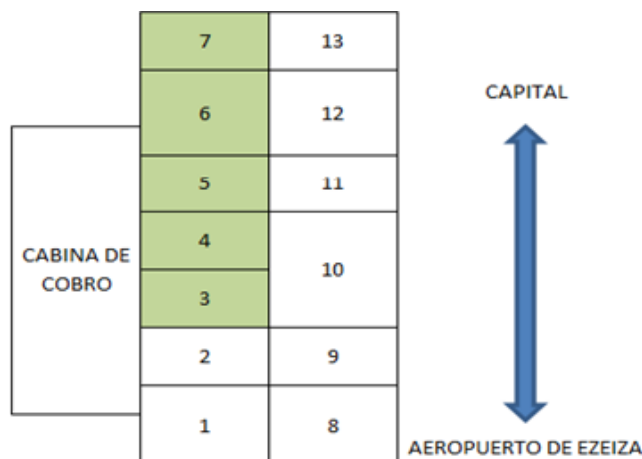 7 13
6 12
CAPITAL
5 11
4
10
3
CABINA DE
COBRO
2 9
1 8
AEROPUERTO DE EZEIZA